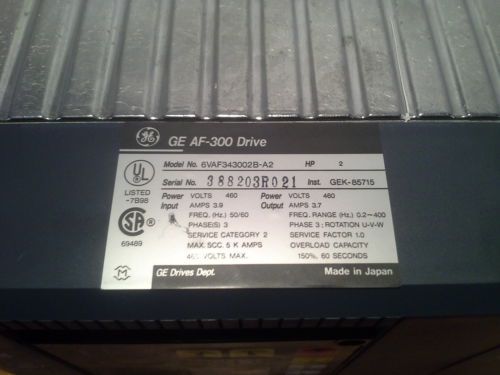 GE AF-300 Drive
Model No. 6VAF343002B-A2 HP 2
Serial No. 388203R021 Inst. GEK-85715
UL
LISTED
-7B98
SA
69489
Power Input VOLTS 460
AMPS 3.9
FREQ. (Hz.) 50/60
PHASE(S) 3
SERVICE CATEGORY 2
MAX. SCC. 5 K AMPS
VOLTS MAX.
Power Output VOLTS 460
AMPS 3.7
FREQ. RANGE (Hz.) 0.2~400
PHASE 3; ROTATION U-V-W
SERVICE FACTOR 1.0
OVERLOAD CAPACITY
150%, 60 SECONDS
GE Drives Dept. Made in Japan